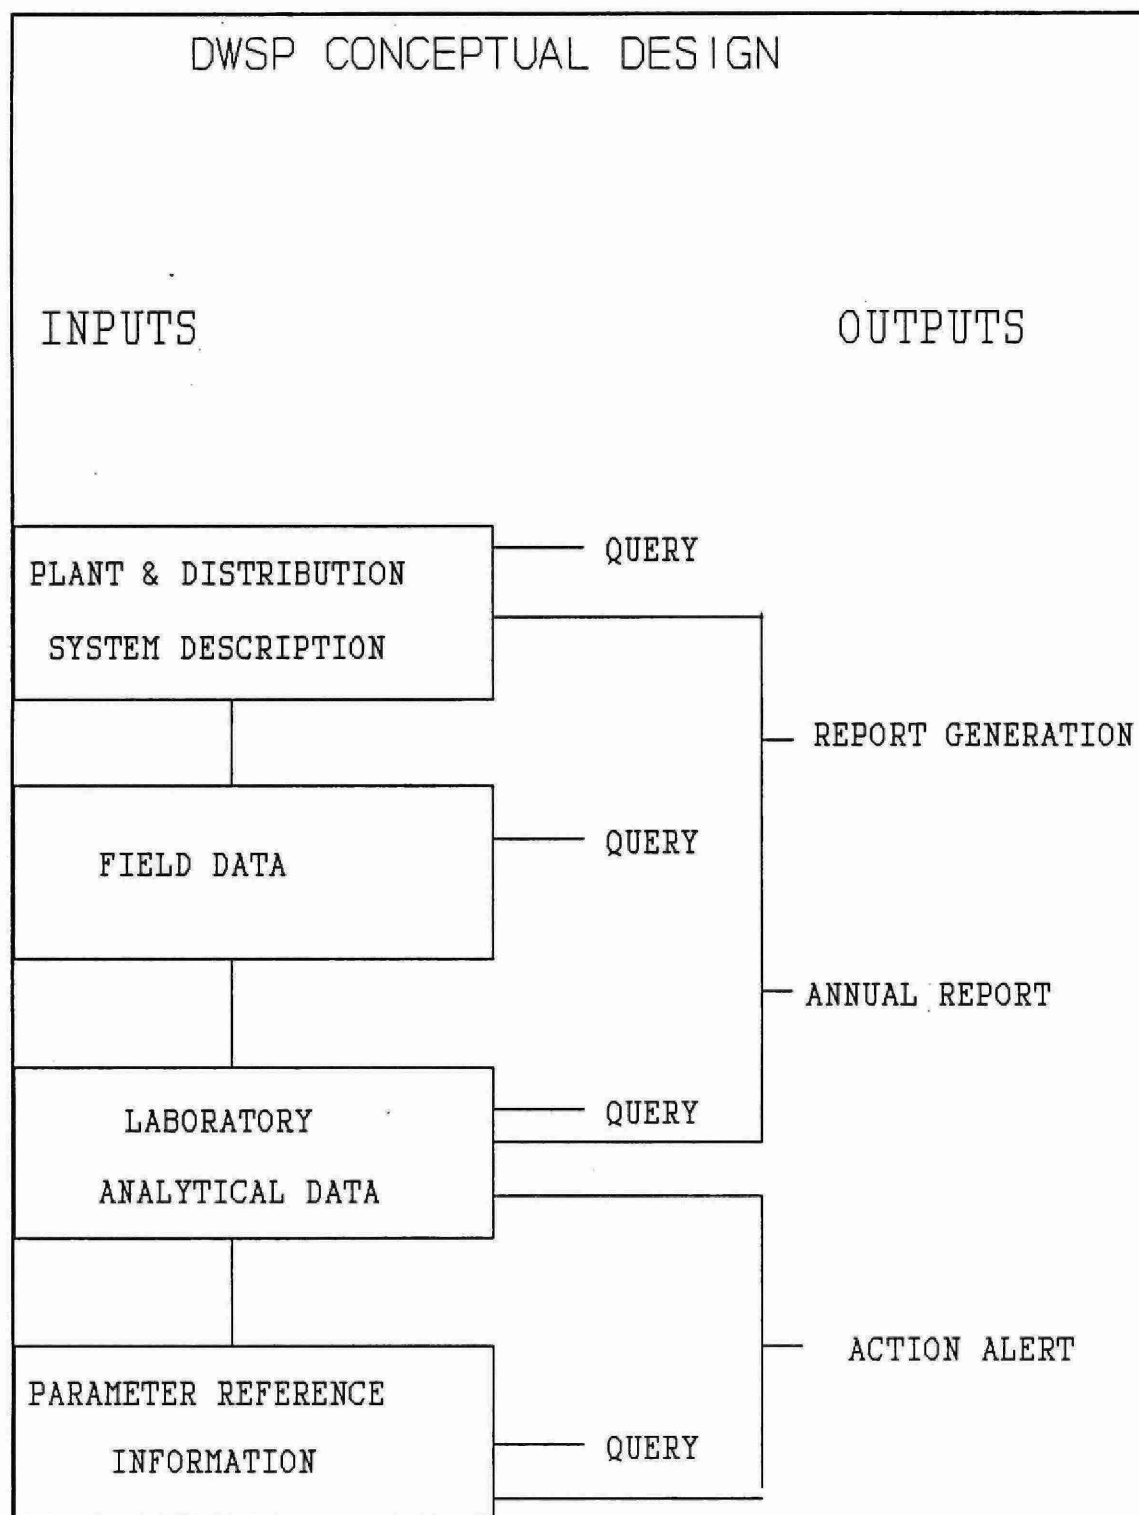 DWSP CONCEPTUAL DESIGN
INPUTS
OUTPUTS
PLANT & DISTRIBUTION
SYSTEM DESCRIPTION
QUERY
REPORT GENERATION
FIELD DATA
QUERY
ANNUAL REPORT
LABORATORY
ANALYTICAL DATA
QUERY
ACTION ALERT
PARAMETER REFERENCE
INFORMATION
QUERY